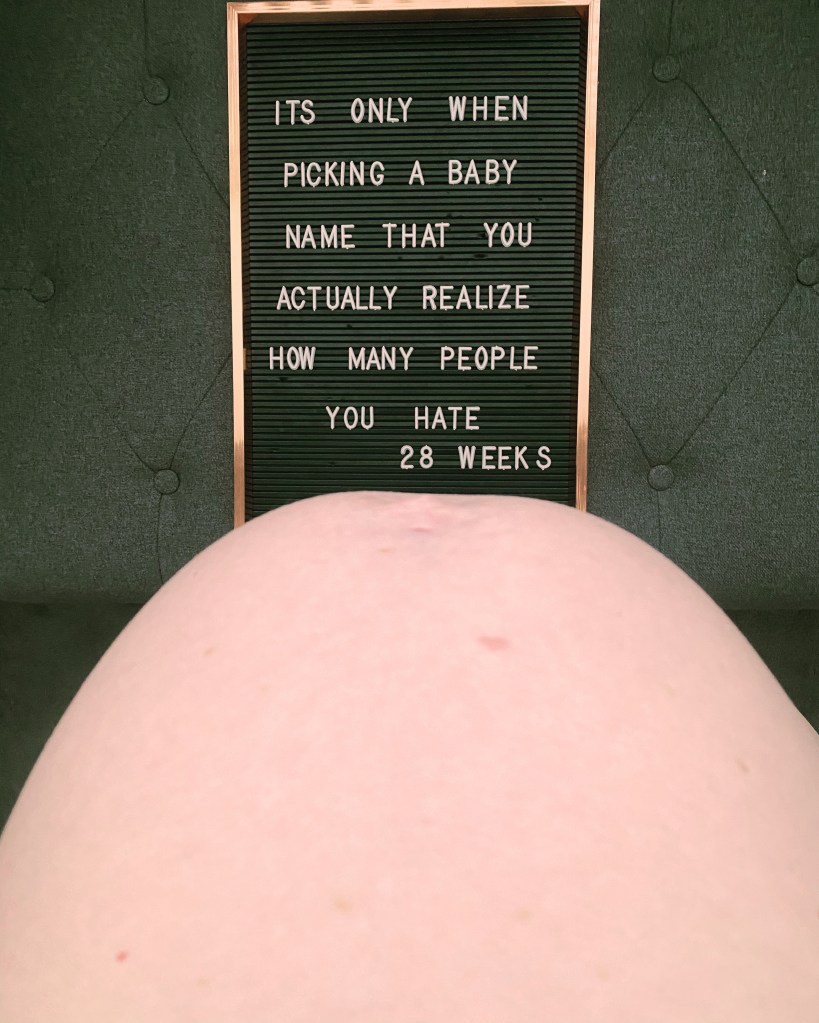 ITS ONLY WHEN
PICKING A BABY
NAME THAT YOU
ACTUALLY REALIZE
HOW MANY PEOPLE
YOU HATE
28 WEEKS